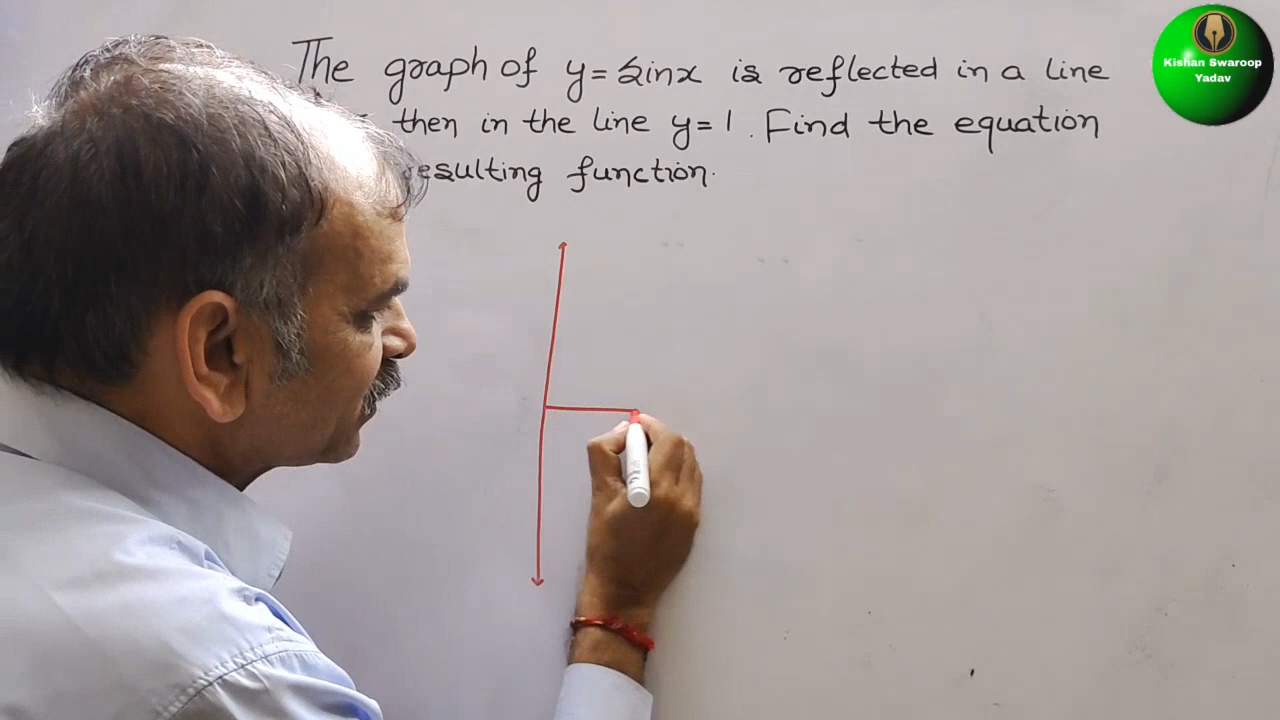 The graph of y=sinx is reflected in a line
then in the line y=1. Find the equation
resulting function.
Kishan Swaroop
Yadav